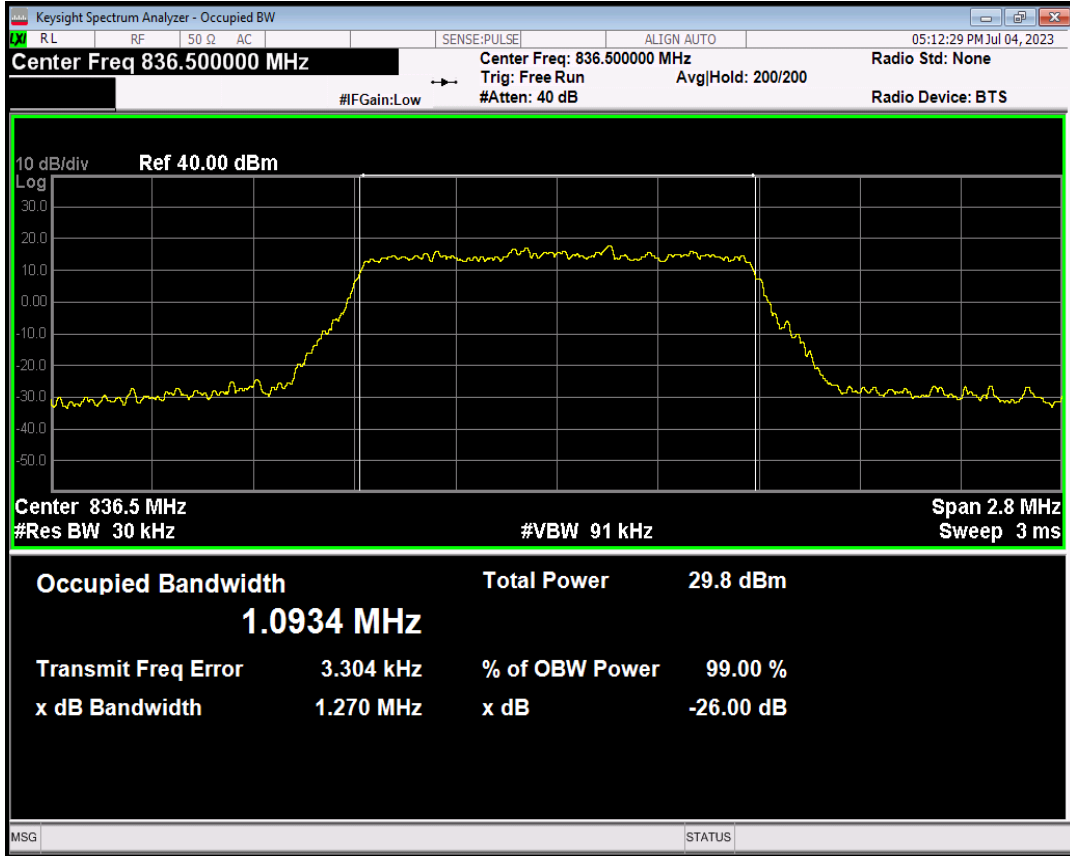 Keysight Spectrum Analyzer - Occupied BW
LXI RL RF 50 Ω AC SENSE:PULSE ALIGN AUTO 05:12:29 PM Jul 04, 2023
Center Freq 836.500000 MHz
Center Freq: 836.500000 MHz Radio Std: None
Trig: Free Run Avg|Hold: 200/200
#IFGain:Low #Atten: 40 dB Radio Device: BTS
10 dB/div Ref 40.00 dBm
Log
30.0
20.0
10.0
0.00
-10.0
-20.0
-30.0
-40.0
-50.0
Center 836.5 MHz Span 2.8 MHz
#Res BW 30 kHz #VBW 91 kHz Sweep 3 ms
Occupied Bandwidth Total Power 29.8 dBm
1.0934 MHz
Transmit Freq Error 3.304 kHz % of OBW Power 99.00 %
x dB Bandwidth 1.270 MHz x dB -26.00 dB
MSG STATUS